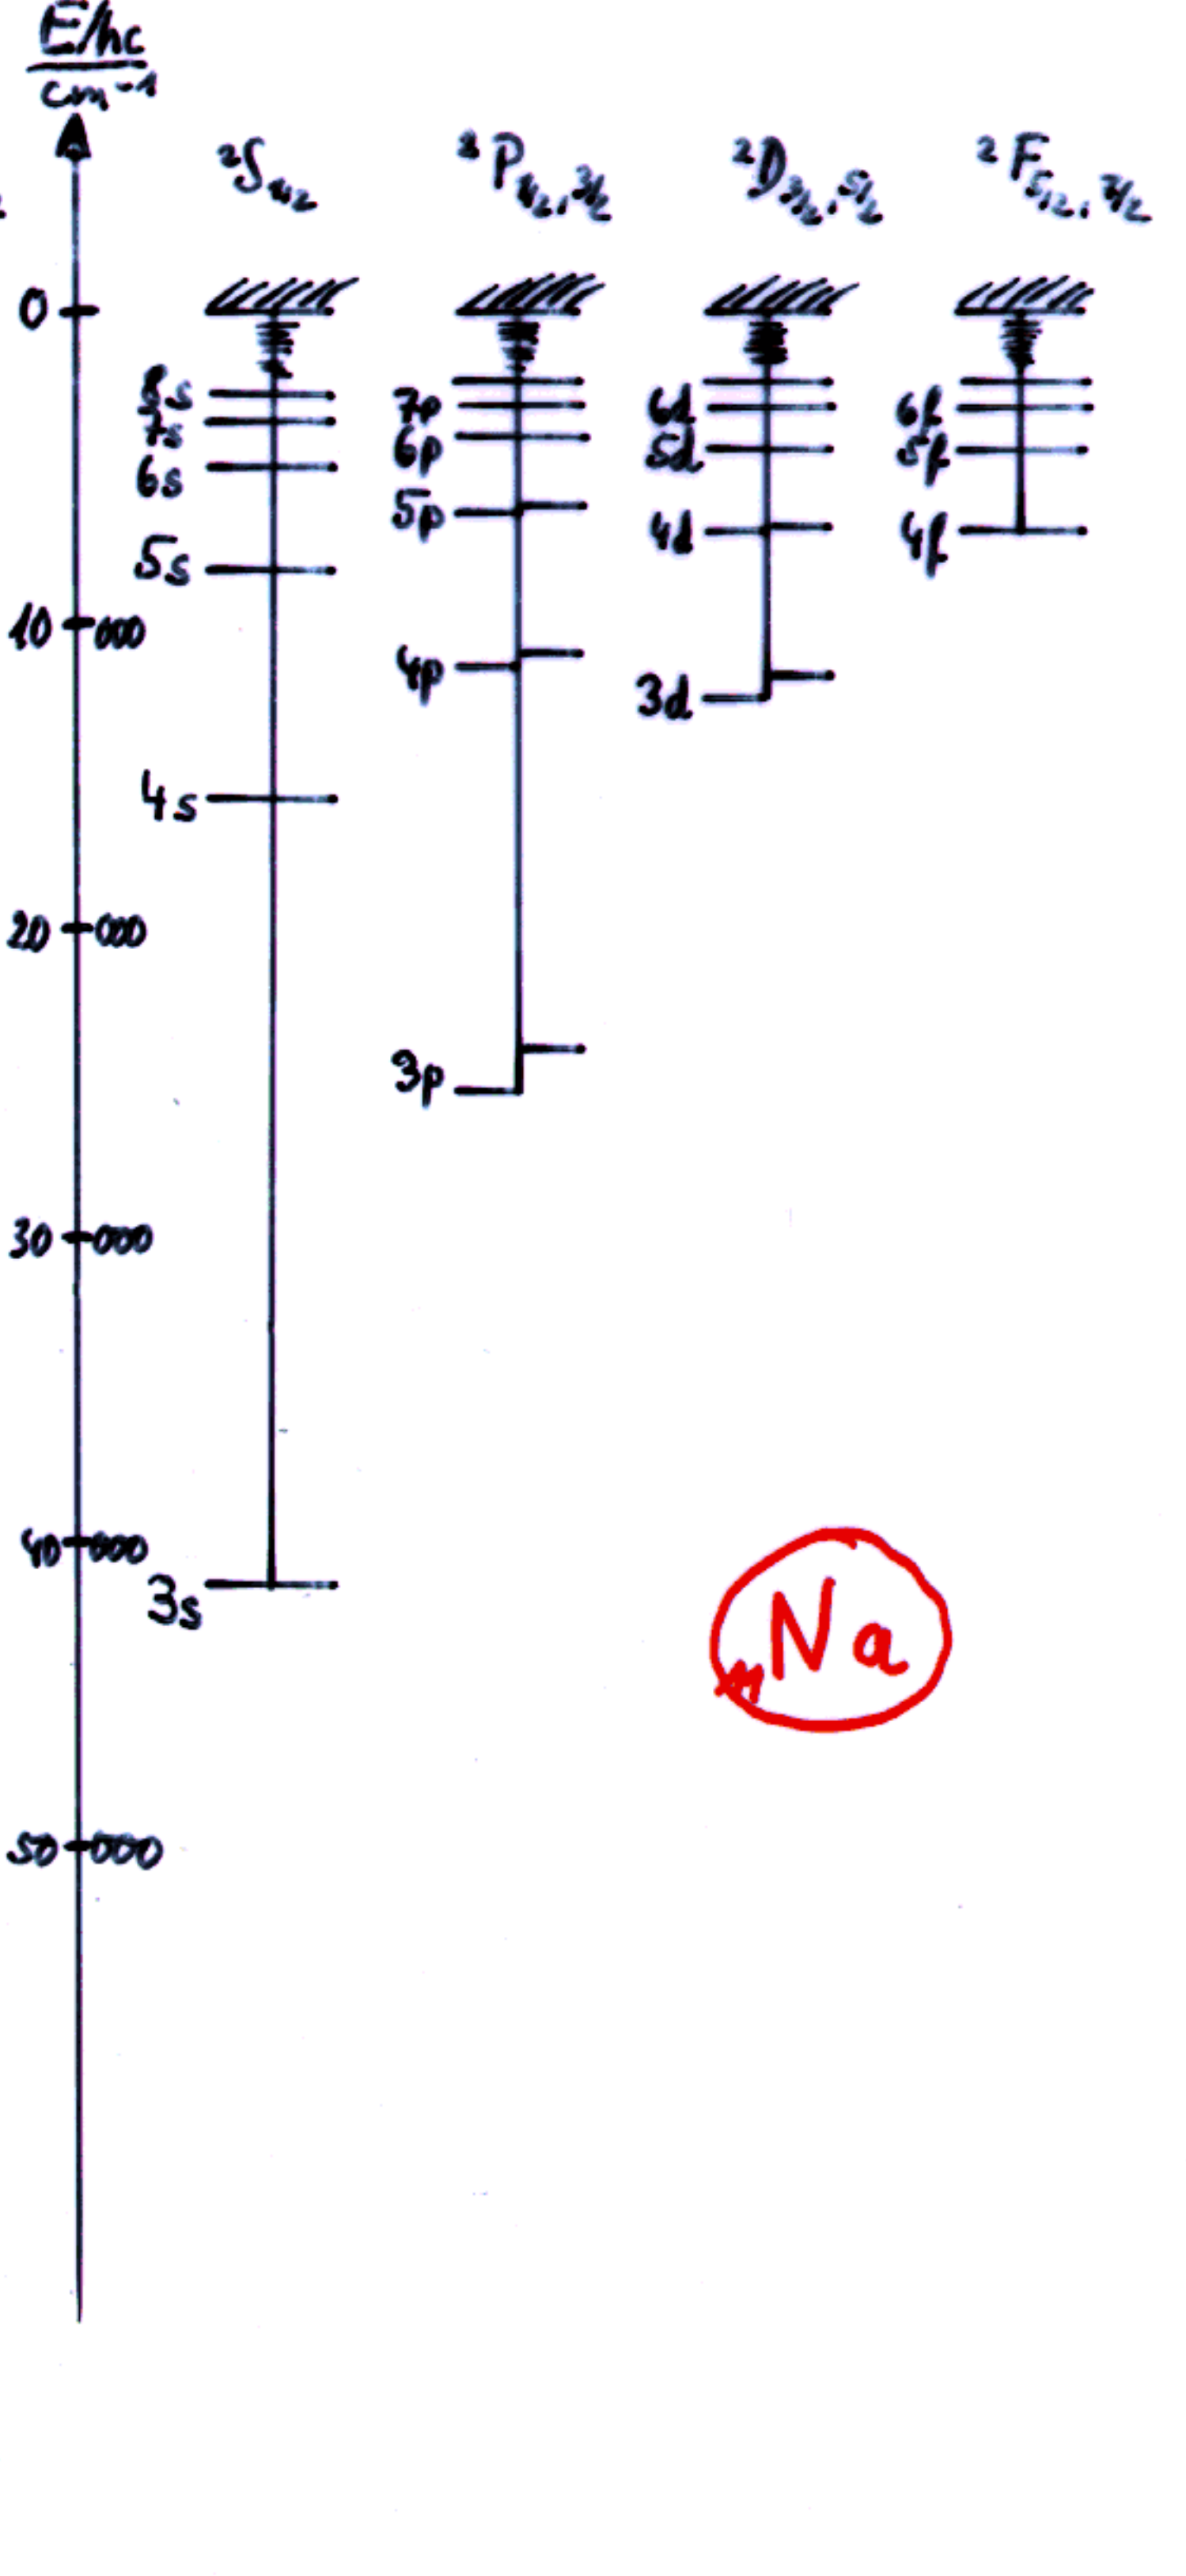 E/hc
cm⁻¹
²S₁/₂ ²P₁/₂, ₃/₂ ²D₃/₂, ₅/₂ ²F₅/₂, ₇/₂
0
8s
7s 7p 6d 6f
6s 6p 5d 5f
5p 4d 4f
5s
10 000
4p 3d
4s
20 000
3p
30 000
40 000
3s
₁₁Na
50 000